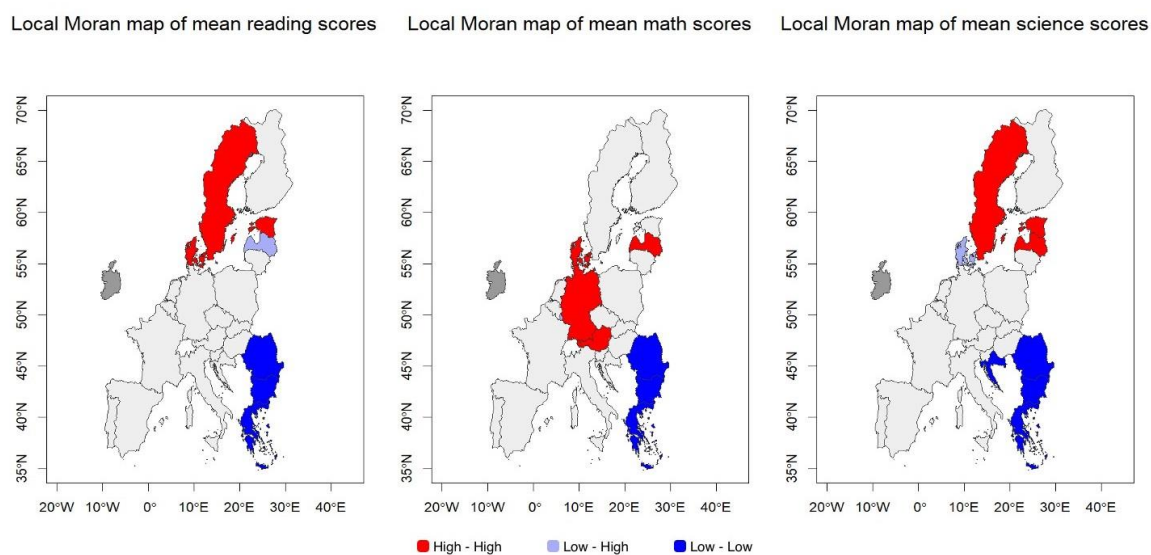 Local Moran map of mean reading scores
Local Moran map of mean math scores
Local Moran map of mean science scores
70°N
65°N
60°N
55°N
50°N
45°N
40°N
35°N
20°W 10°W 0° 10°E 20°E 30°E 40°E
70°N
65°N
60°N
55°N
50°N
45°N
40°N
35°N
20°W 10°W 0° 10°E 20°E 30°E 40°E
70°N
65°N
60°N
55°N
50°N
45°N
40°N
35°N
20°W 10°W 0° 10°E 20°E 30°E 40°E
High - High Low - High Low - Low